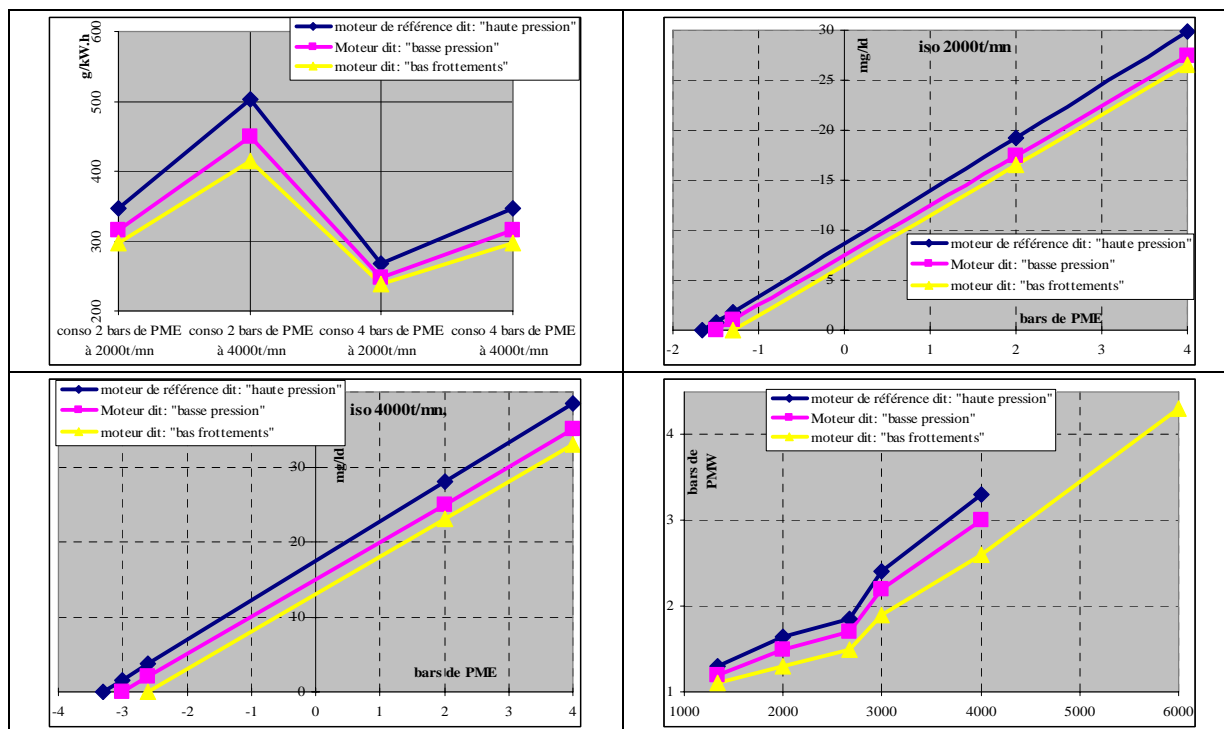 moteur de référence dit: "haute pression"
Moteur dit: "basse pression"
moteur dit: "bas frottements"
g/kW.h
600
500
400
300
200
conso 2 bars de PME à 2000t/mn
conso 2 bars de PME à 4000t/mn
conso 4 bars de PME à 2000t/mn
conso 4 bars de PME à 4000t/mn
iso 2000t/mn
mg/ld
30
25
20
15
10
5
0
moteur de référence dit: "haute pression"
Moteur dit: "basse pression"
moteur dit: "bas frottements"
bars de PME
-2 -1 0 1 2 3 4
moteur de référence dit: "haute pression"
Moteur dit: "basse pression"
moteur dit: "bas frottements"
iso 4000t/mn,
mg/ld
30
20
10
0
bars de PME
-4 -3 -2 -1 0 1 2 3 4
moteur de référence dit: "haute pression"
Moteur dit: "basse pression"
moteur dit: "bas frottements"
bars de
PMW
4
3
2
1
1000 2000 3000 4000 5000 6000